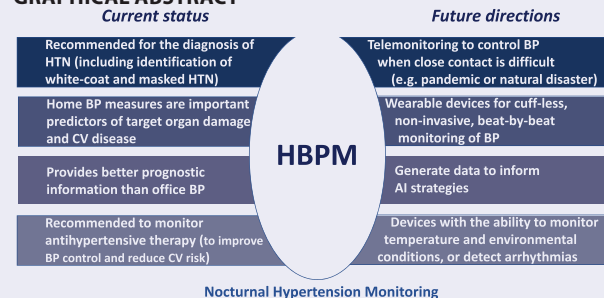 GRAPHICAL ABSTRACT
Current status
Recommended for the diagnosis of
HTN (including identification of
white-coat and masked HTN)
Home BP measures are important
predictors of target organ damage
and CV disease
Provides better prognostic
information than office BP
Recommended to monitor
antihypertensive therapy (to improve
BP control and reduce CV risk)
HBPM
Future directions
Telemonitoring to control BP
when close contact is difficult
(e.g. pandemic or natural disaster)
Wearable devices for cuff-less,
non-invasive, beat-by-beat
monitoring of BP
Generate data to inform
AI strategies
Devices with the ability to monitor
temperature and environmental
conditions, or detect arrhythmias
Nocturnal Hypertension Monitoring